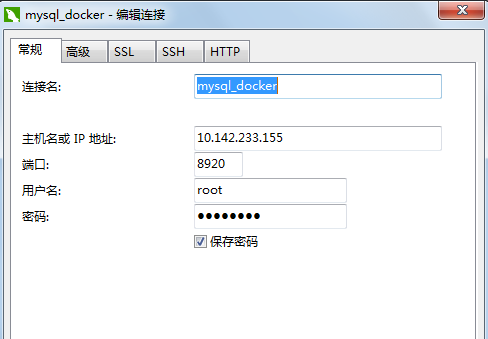 mysql_docker - 编辑连接
常规 高级 SSL SSH HTTP
连接名: mysql_docker
主机名或 IP 地址: 10.142.233.155
端口: 8920
用户名: root
密码: ●●●●●●●●
保存密码